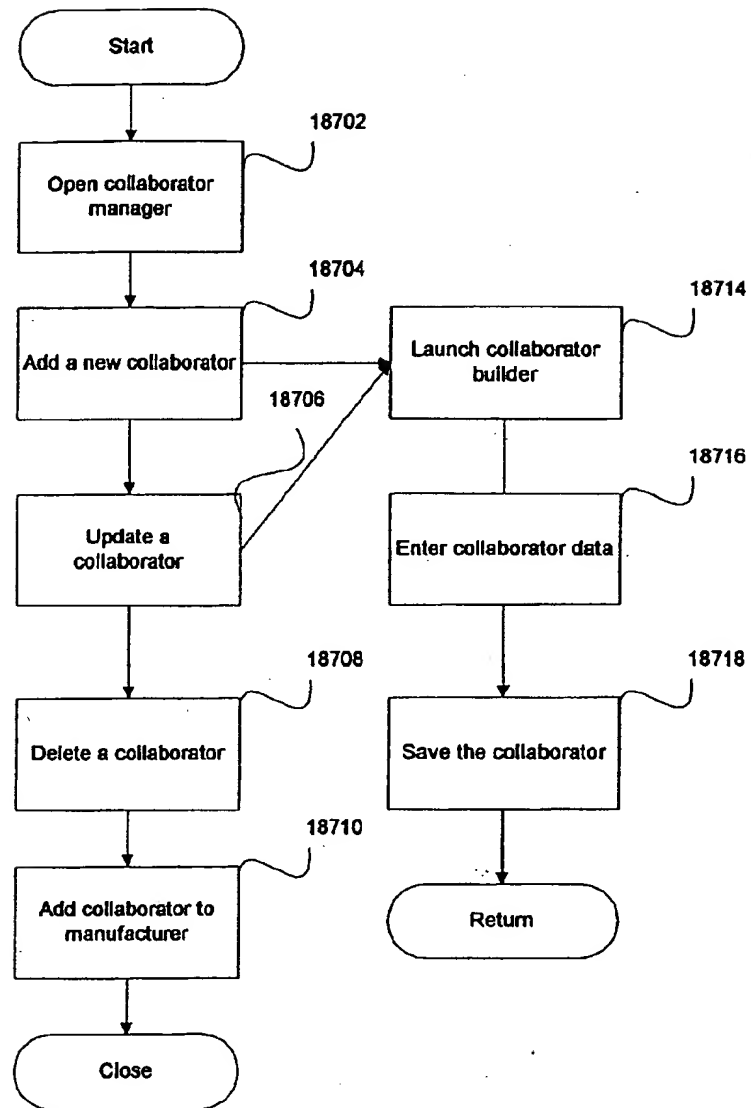 Start
18702
Open collaborator
manager
18704
Add a new collaborator
18714
Launch collaborator
builder
18706
Update a
collaborator
18716
Enter collaborator data
18708
Delete a collaborator
18718
Save the collaborator
18710
Add collaborator to
manufacturer
Return
Close